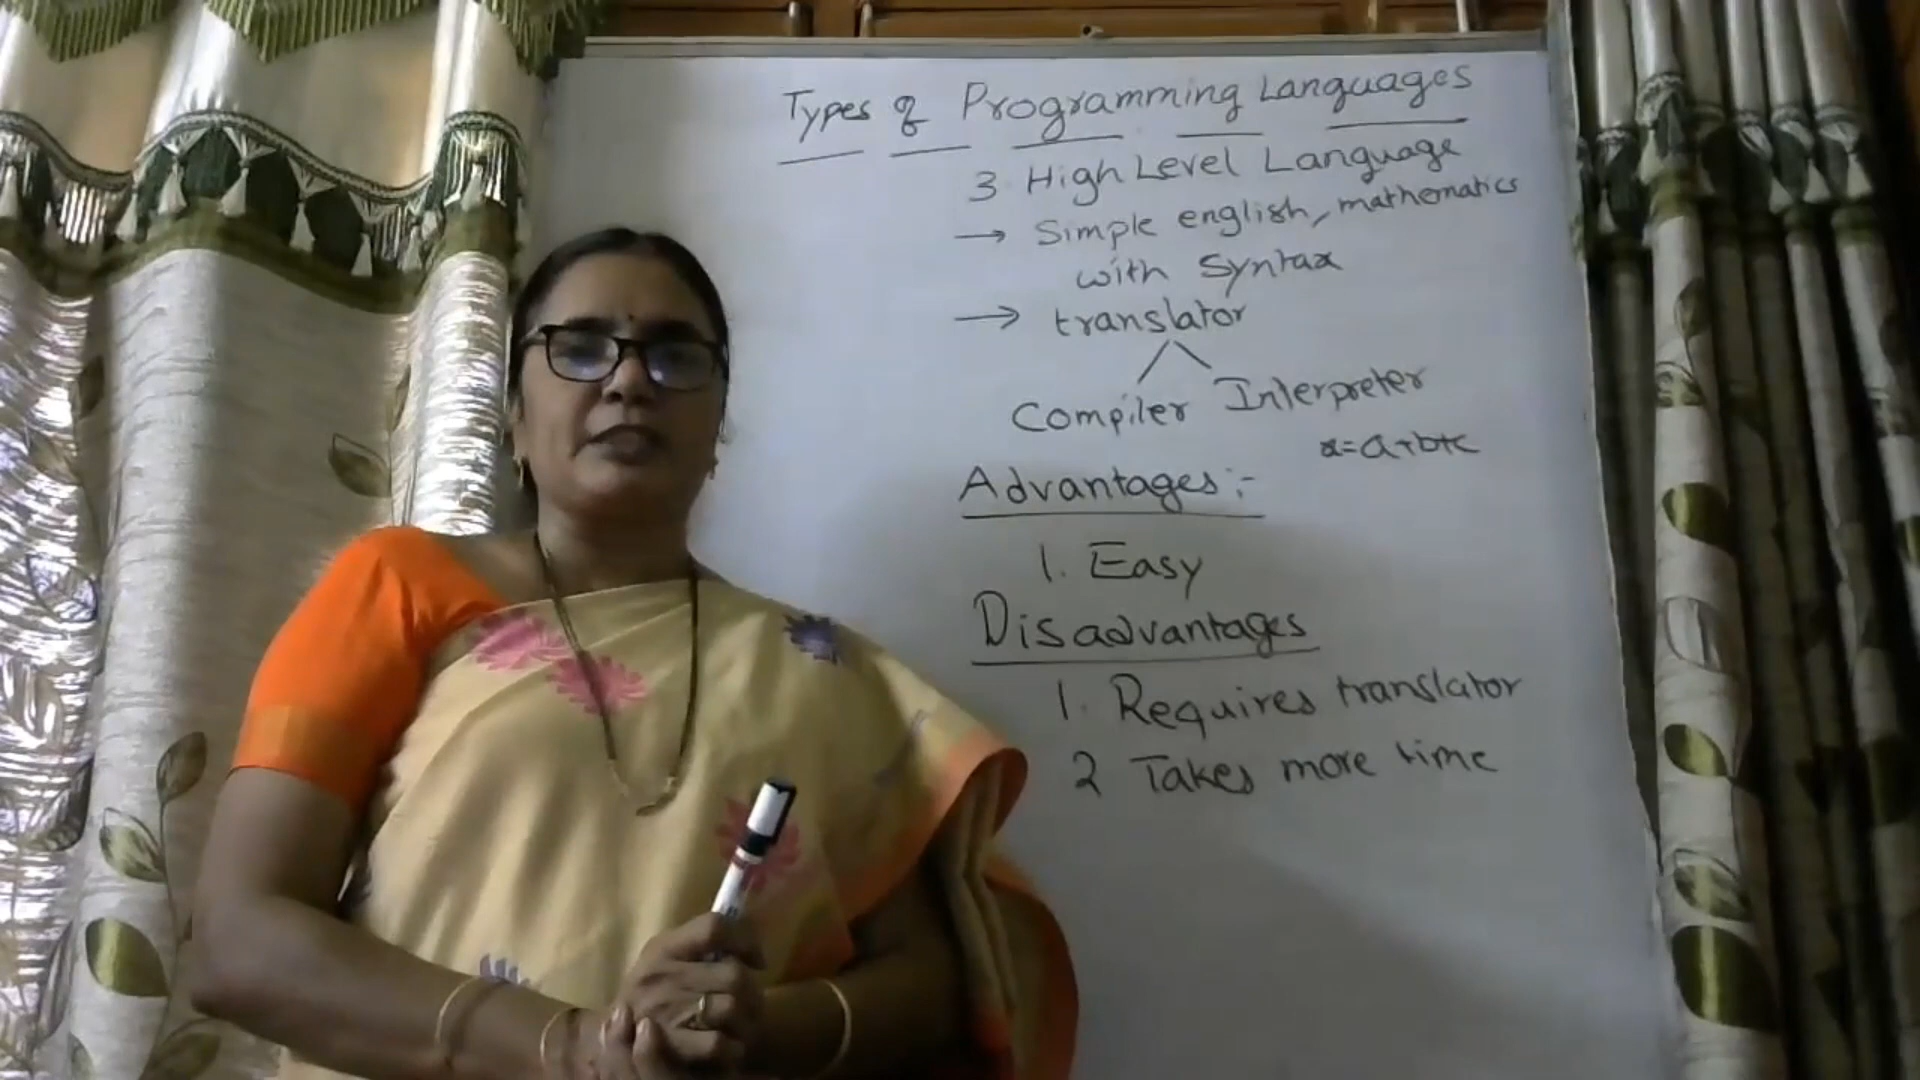 Types of Programming Languages
3. High Level Language
→ Simple english, mathematics
with syntax
→ translator
Compiler Interpreter
x=a+b+c
Advantages:-
1. Easy
Disadvantages
1. Requires translator
2 Takes more time